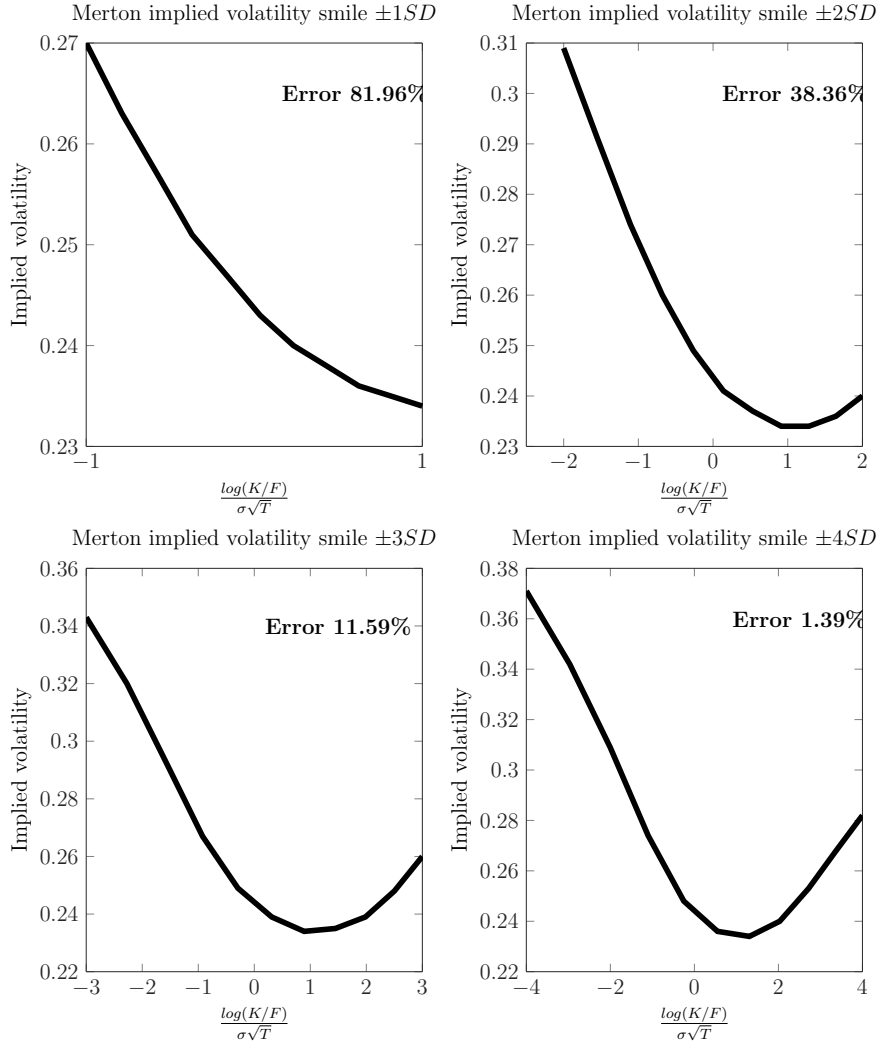 Merton implied volatility smile ±1SD
Error 81.96%
Implied volatility
0.27
0.26
0.25
0.24
0.23
−1 1
log(K/F)
σ√T
Merton implied volatility smile ±2SD
Error 38.36%
Implied volatility
0.31
0.3
0.29
0.28
0.27
0.26
0.25
0.24
0.23
−2 −1 0 1 2
log(K/F)
σ√T
Merton implied volatility smile ±3SD
Error 11.59%
Implied volatility
0.36
0.34
0.32
0.3
0.28
0.26
0.24
0.22
−3 −2 −1 0 1 2 3
log(K/F)
σ√T
Merton implied volatility smile ±4SD
Error 1.39%
Implied volatility
0.38
0.36
0.34
0.32
0.3
0.28
0.26
0.24
0.22
−4 −2 0 2 4
log(K/F)
σ√T